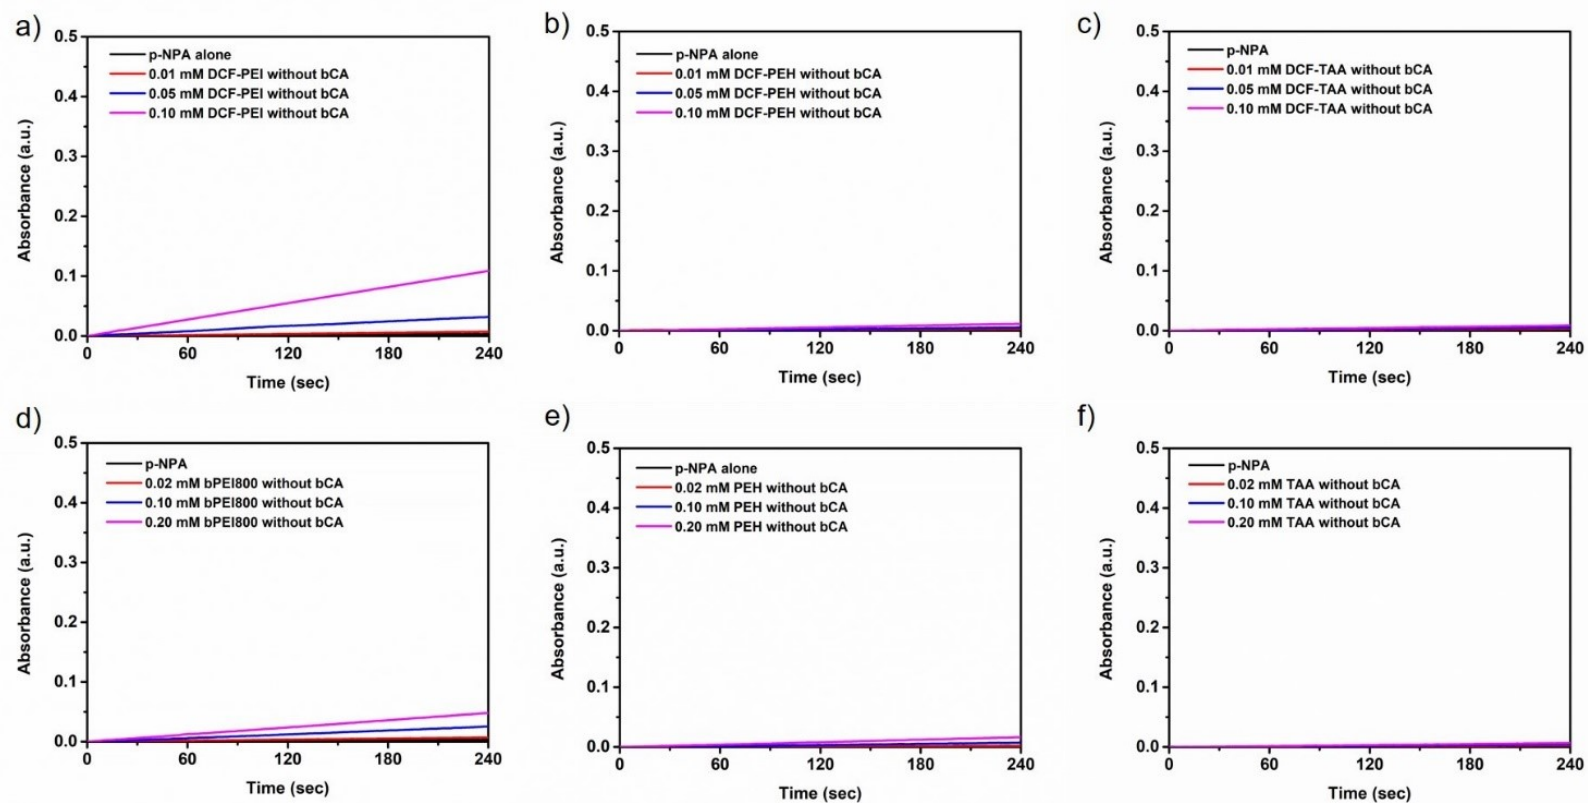 a)
0.5
0.4
0.3
0.2
0.1
0.0
Absorbance (a.u.)
p-NPA alone
0.01 mM DCF-PEI without bCA
0.05 mM DCF-PEI without bCA
0.10 mM DCF-PEI without bCA
0 60 120 180 240
Time (sec)
b)
0.5
0.4
0.3
0.2
0.1
0.0
Absorbance (a.u.)
p-NPA alone
0.01 mM DCF-PEH without bCA
0.05 mM DCF-PEH without bCA
0.10 mM DCF-PEH without bCA
0 60 120 180 240
Time (sec)
c)
0.5
0.4
0.3
0.2
0.1
0.0
Absorbance (a.u.)
p-NPA
0.01 mM DCF-TAA without bCA
0.05 mM DCF-TAA without bCA
0.10 mM DCF-TAA without bCA
0 60 120 180 240
Time (sec)
d)
0.5
0.4
0.3
0.2
0.1
0.0
Absorbance (a.u.)
p-NPA
0.02 mM bPEI800 without bCA
0.10 mM bPEI800 without bCA
0.20 mM bPEI800 without bCA
0 60 120 180 240
Time (sec)
e)
0.5
0.4
0.3
0.2
0.1
0.0
Absorbance (a.u.)
p-NPA alone
0.02 mM PEH without bCA
0.10 mM PEH without bCA
0.20 mM PEH without bCA
0 60 120 180 240
Time (sec)
f)
0.5
0.4
0.3
0.2
0.1
0.0
Absorbance (a.u.)
p-NPA
0.02 mM TAA without bCA
0.10 mM TAA without bCA
0.20 mM TAA without bCA
0 60 120 180 240
Time (sec)